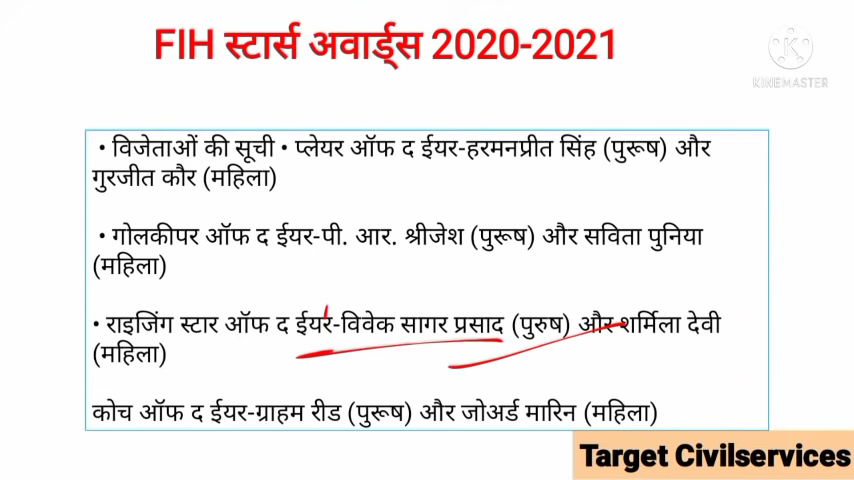 FIH स्टार्स अवार्ड्स 2020-2021
KINEMASTER
• विजेताओं की सूची • प्लेयर ऑफ द ईयर-हरमनप्रीत सिंह (पुरूष) और
गुरजीत कौर (महिला)
• गोलकीपर ऑफ द ईयर-पी. आर. श्रीजेश (पुरूष) और सविता पुनिया
(महिला)
• राइजिंग स्टार ऑफ द ईयर-विवेक सागर प्रसाद (पुरुष) और शर्मिला देवी
(महिला)
कोच ऑफ द ईयर-ग्राहम रीड (पुरूष) और जोअर्ड मारिन (महिला)
Target Civilservices